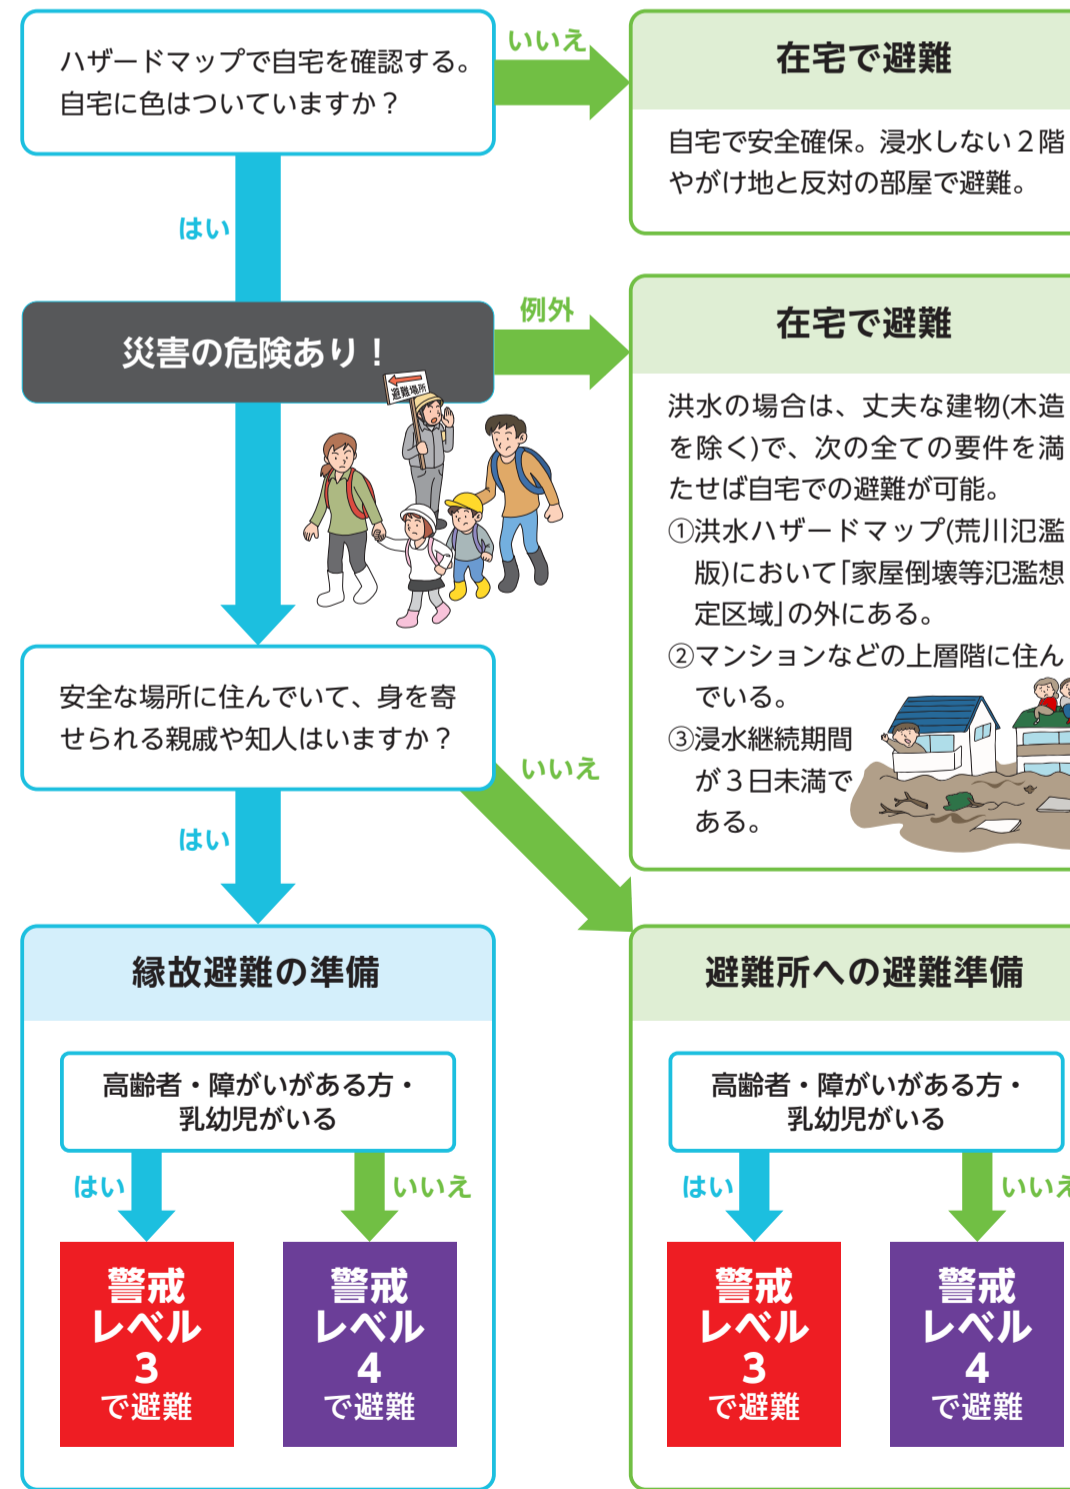 ハザードマップで自宅を確認する。
自宅に色はついていますか？
いいえ
在宅で避難
自宅で安全確保。浸水しない２階
やがけ地と反対の部屋で避難。
はい
災害の危険あり！
例外
避難場所
在宅で避難
洪水の場合は、丈夫な建物(木造
を除く)で、次の全ての要件を満
たせば自宅での避難が可能。
①洪水ハザードマップ(荒川氾濫
版)において｢家屋倒壊等氾濫想
定区域｣の外にある。
②マンションなどの上層階に住ん
でいる。
③浸水継続期間
が３日未満で
ある。
安全な場所に住んでいて、身を寄
せられる親戚や知人はいますか？
いいえ
はい
縁故避難の準備
高齢者・障がいがある方・
乳幼児がいる
はい
いいえ
警戒
レベル
3
で避難
警戒
レベル
4
で避難
避難所への避難準備
高齢者・障がいがある方・
乳幼児がいる
はい
いいえ
警戒
レベル
3
で避難
警戒
レベル
4
で避難